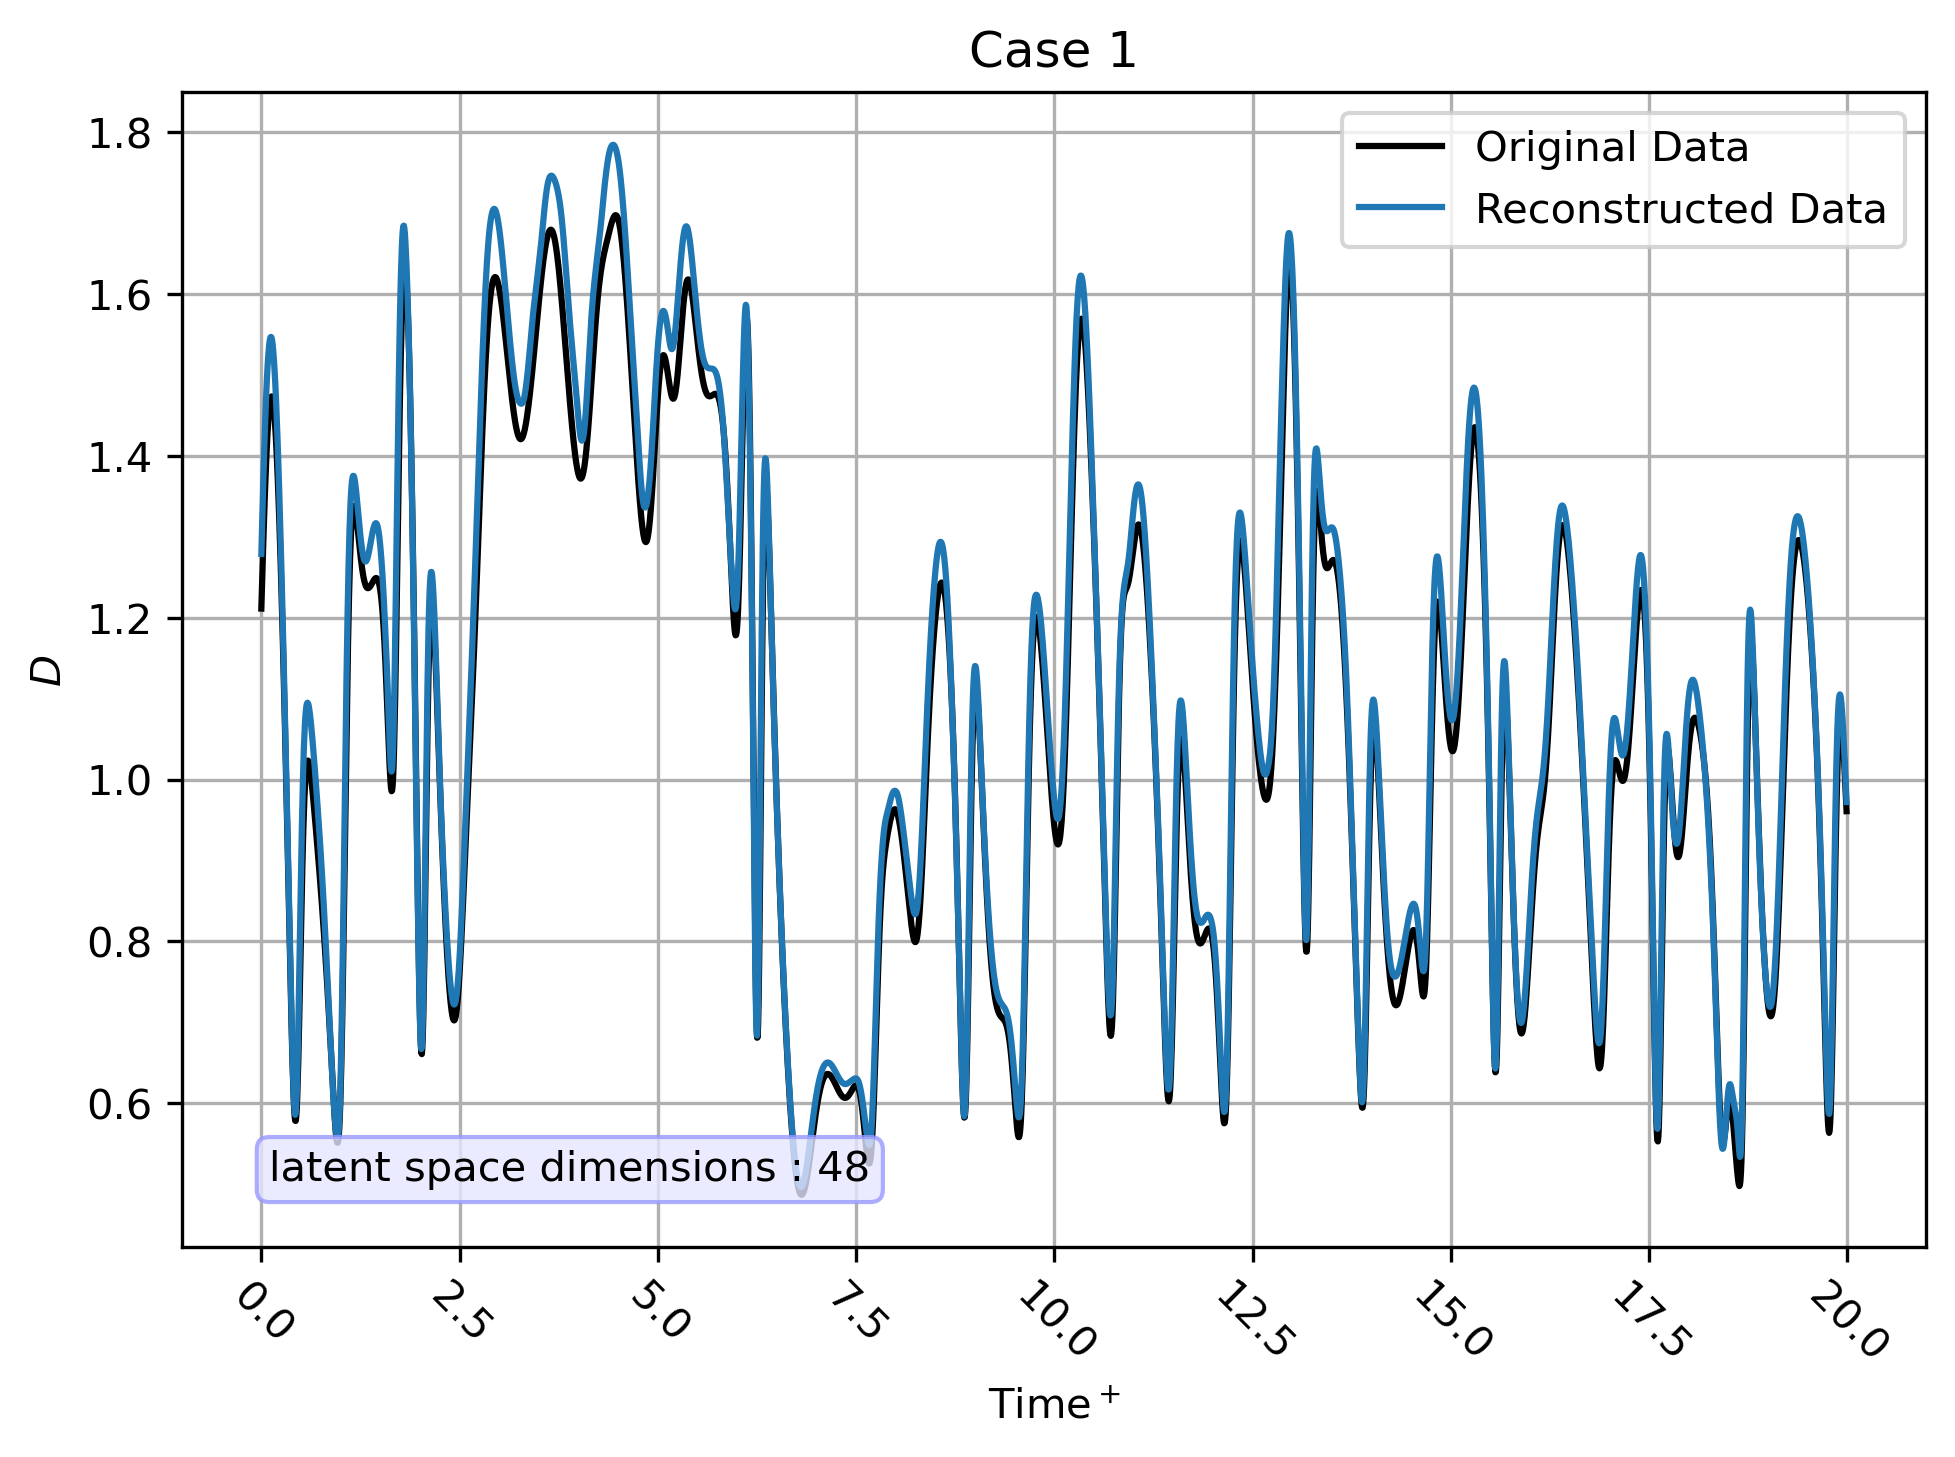 Case 1
Original Data
Reconstructed Data
D
1.8
1.6
1.4
1.2
1.0
0.8
0.6
latent space dimensions : 48
0.0 2.5 5.0 7.5 10.0 12.5 15.0 17.5 20.0
Time⁺